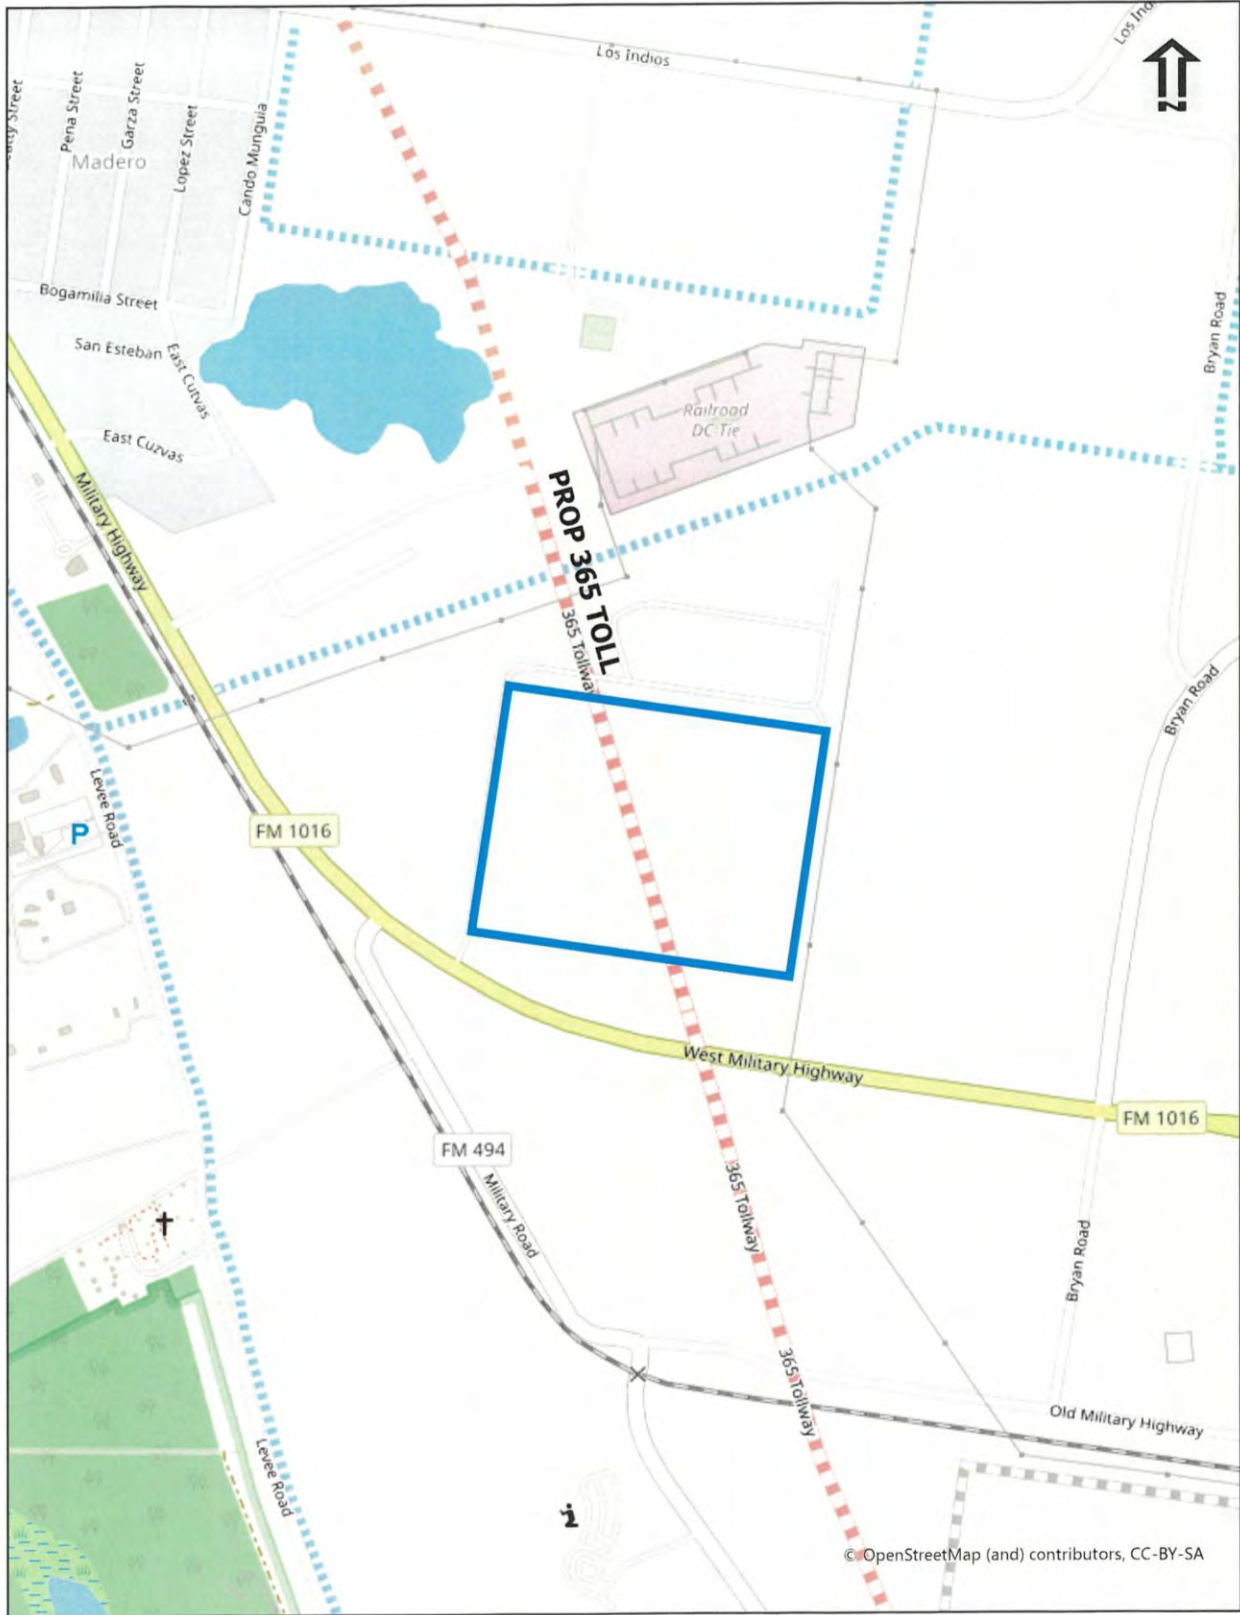 Los Indios
Los Ind
N
Pena Street
Garza Street
Lopez Street
Cando Munguia
Madero
Bogamilia Street
San Esteban
East Cutvas
East Cuzvas
Bryan Road
Railroad
DC-Tie
Military Highway
PROP 365 TOLL
365 Tollway
Bryan Road
Levee Road
P
FM 1016
West Military Highway
FM 1016
FM 494
Military Road
365 Tollway
Bryan Road
365 Tollway
Old Military Highway
Levee Road
© OpenStreetMap (and) contributors, CC-BY-SA